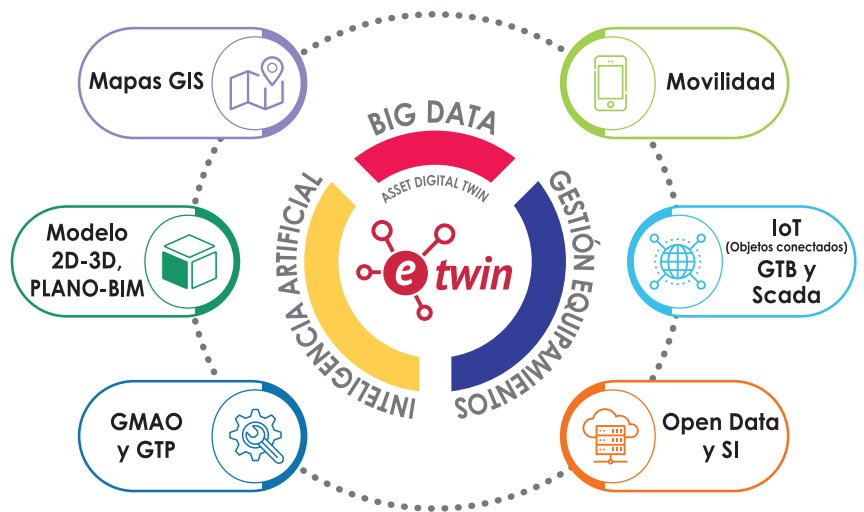 Mapas GIS
Movilidad
BIG DATA
ASSET DIGITAL TWIN
INTELIGENCIA ARTIFICIAL
GESTIÓN EQUIPAMIENTOS
e twin
Modelo
2D-3D,
PLANO-BIM
IoT
(Objetos conectados)
GTB y
Scada
GMAO
y GTP
Open Data
y SI